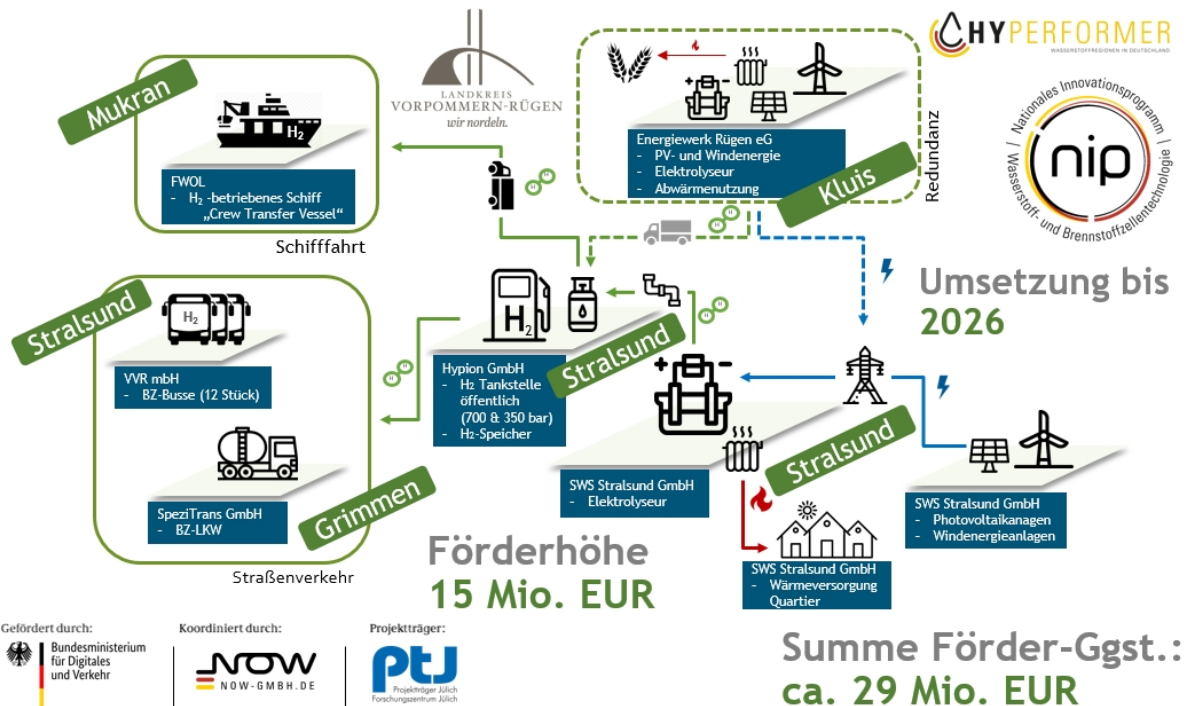 Mukran
H₂
FWOL
- H₂ -betriebenes Schiff
„Crew Transfer Vessel“
Schifffahrt
LANDKREIS
VORPOMMERN-RÜGEN
wir nordeln.
Energiewerk Rügen eG
- PV- und Windenergie
- Elektrolyseur
- Abwärmenutzung
Kluis
Redundanz
HYPERFORMER
WASSERSTOFFREGIONEN IN DEUTSCHLAND
nip
Nationales Innovationsprogramm
Wasserstoff- und Brennstoffzellentechnologie
Umsetzung bis
2026
Stralsund
H₂
VVR mbH
- BZ-Busse (12 Stück)
SpeziTrans GmbH
- BZ-LKW
Grimmen
Straßenverkehr
H₂
Hypion GmbH
- H₂ Tankstelle
öffentlich
(700 & 350 bar)
- H₂-Speicher
Stralsund
SWS Stralsund GmbH
- Elektrolyseur
Stralsund
SWS Stralsund GmbH
- Wärmeversorgung
Quartier
SWS Stralsund GmbH
- Photovoltaikanagen
- Windenergieanlagen
Förderhöhe
15 Mio. EUR
Summe Förder-Ggst.:
ca. 29 Mio. EUR
Gefördert durch:
Bundesministerium
für Digitales
und Verkehr
Koordiniert durch:
NOW
NOW-GMBH.DE
Projektträger:
PtJ
Projektträger Jülich
Forschungszentrum Jülich